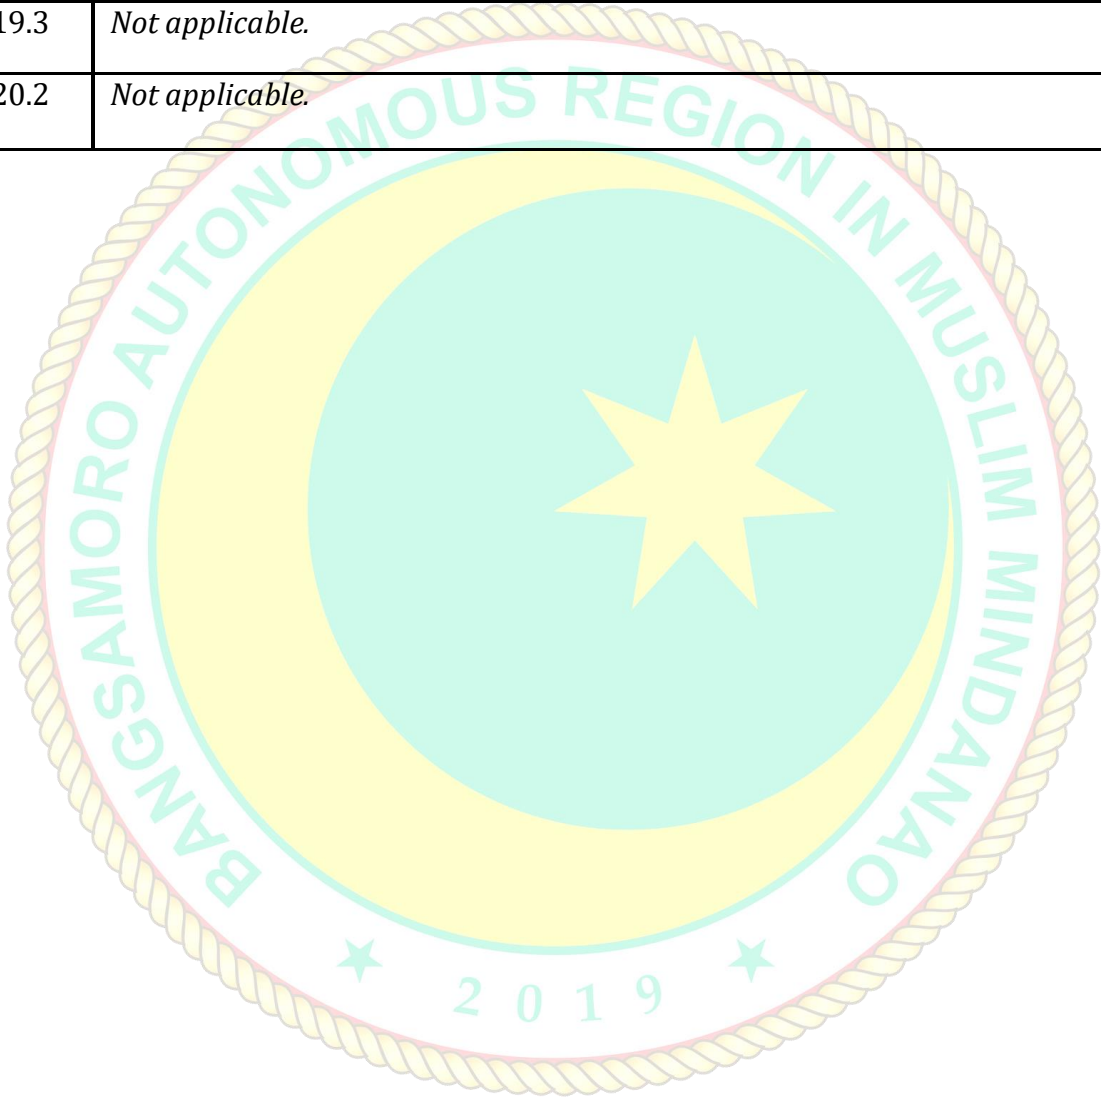 19.3 Not applicable.
20.2 Not applicable.
BANGSAMORO AUTONOMOUS REGION IN MUSLIM MINDANAO
2019